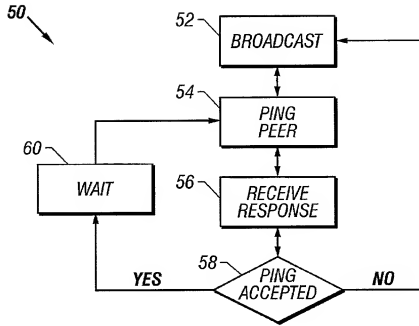 50
52
BROADCAST
54
PING
PEER
60
WAIT
56
RECEIVE
RESPONSE
58
PING
ACCEPTED
YES
NO